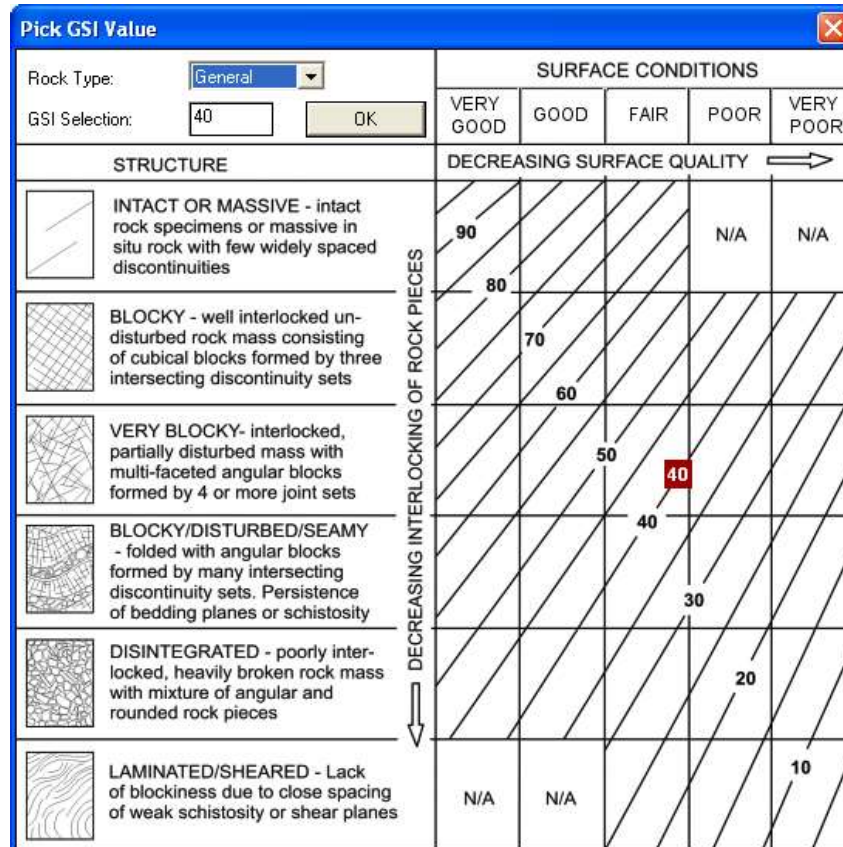 Pick GSI Value
Rock Type:
General
GSI Selection:
40
OK
SURFACE CONDITIONS
VERY
GOOD
GOOD
FAIR
POOR
VERY
POOR
STRUCTURE
DECREASING SURFACE QUALITY
DECREASING INTERLOCKING OF ROCK PIECES
INTACT OR MASSIVE - intact
rock specimens or massive in
situ rock with few widely spaced
discontinuities
BLOCKY - well interlocked un-
disturbed rock mass consisting
of cubical blocks formed by three
intersecting discontinuity sets
VERY BLOCKY- interlocked,
partially disturbed mass with
multi-faceted angular blocks
formed by 4 or more joint sets
BLOCKY/DISTURBED/SEAMY
- folded with angular blocks
formed by many intersecting
discontinuity sets. Persistence
of bedding planes or schistosity
DISINTEGRATED - poorly inter-
locked, heavily broken rock mass
with mixture of angular and
rounded rock pieces
LAMINATED/SHEARED - Lack
of blockiness due to close spacing
of weak schistosity or shear planes
90
N/A
N/A
80
70
60
50
40
40
30
20
10
N/A
N/A